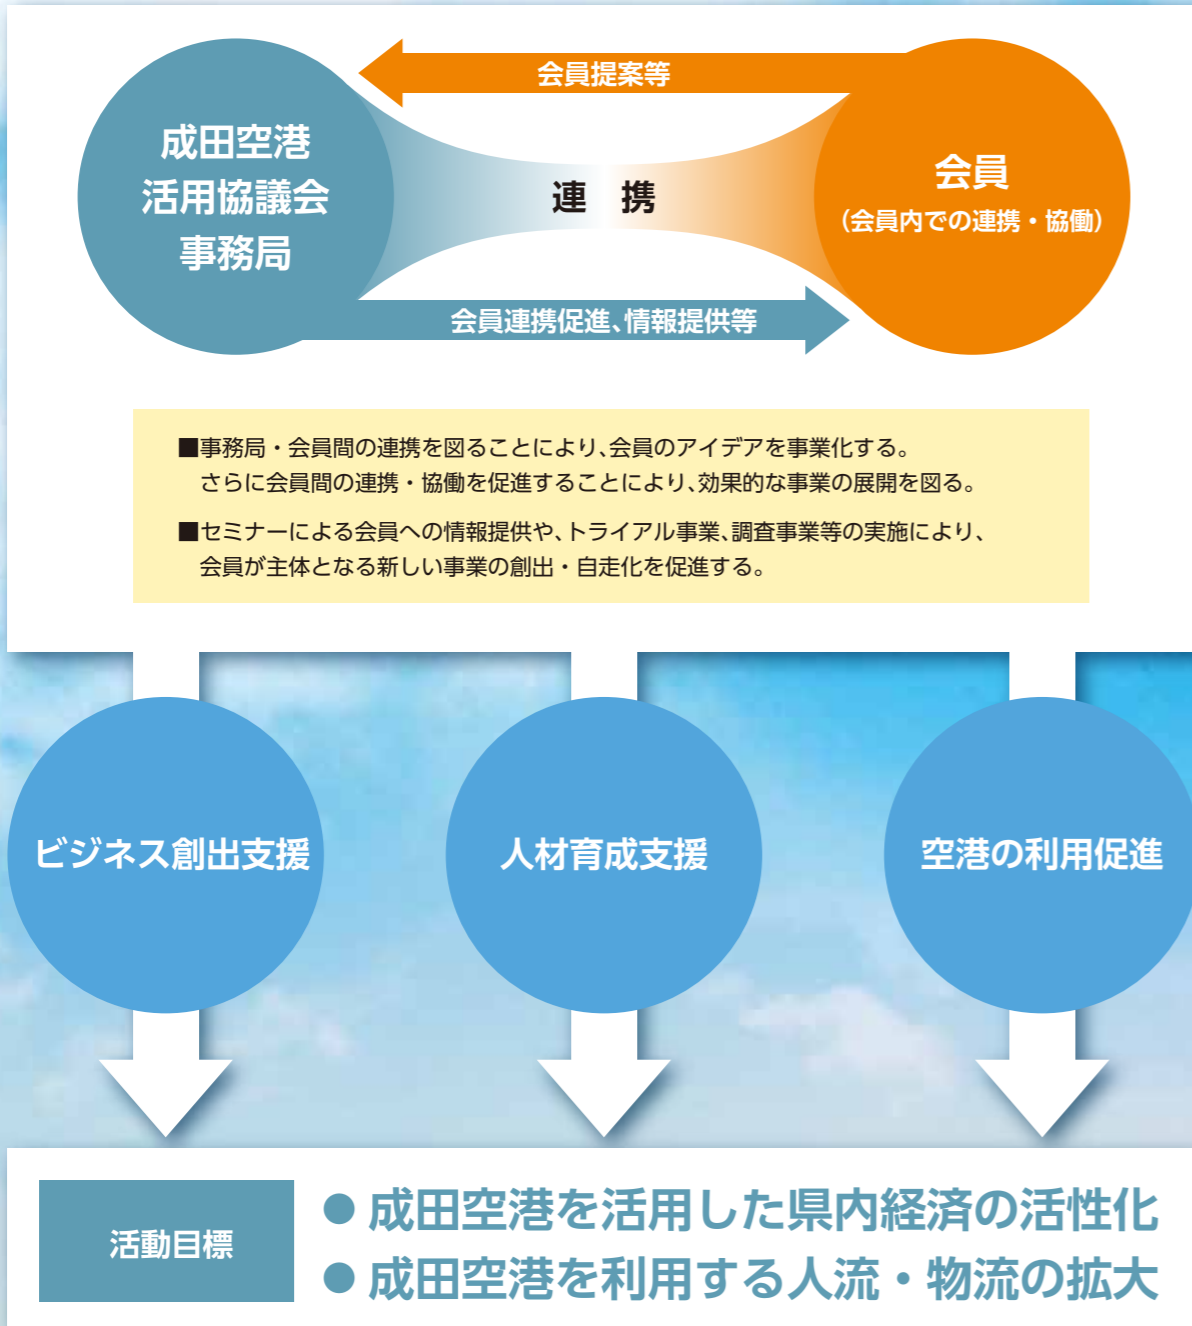 会員提案等
成田空港
活用協議会
事務局
連 携
会員
(会員内での連携・協働)
会員連携促進、情報提供等
■事務局・会員間の連携を図ることにより、会員のアイデアを事業化する。
さらに会員間の連携・協働を促進することにより、効果的な事業の展開を図る。
■セミナーによる会員への情報提供や、トライアル事業、調査事業等の実施により、
会員が主体となる新しい事業の創出・自走化を促進する。
ビジネス創出支援
人材育成支援
空港の利用促進
活動目標
● 成田空港を活用した県内経済の活性化
● 成田空港を利用する人流・物流の拡大